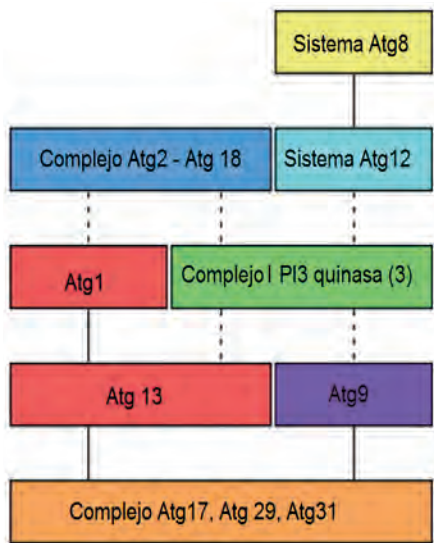 Sistema Atg8
Complejo Atg2 - Atg 18
Sistema Atg12
Atg1
Complejo I PI3 quinasa (3)
Atg 13
Atg9
Complejo Atg17, Atg 29, Atg31